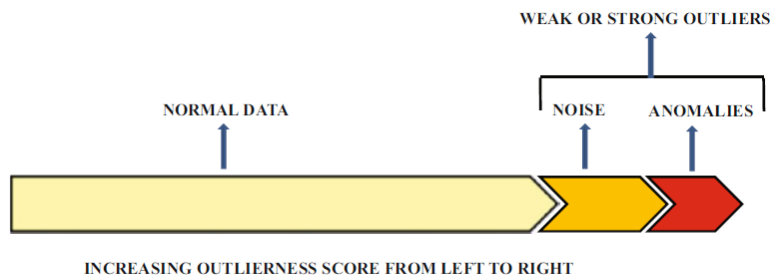 WEAK OR STRONG OUTLIERS
NORMAL DATA
NOISE
ANOMALIES
INCREASING OUTLIERNESS SCORE FROM LEFT TO RIGHT